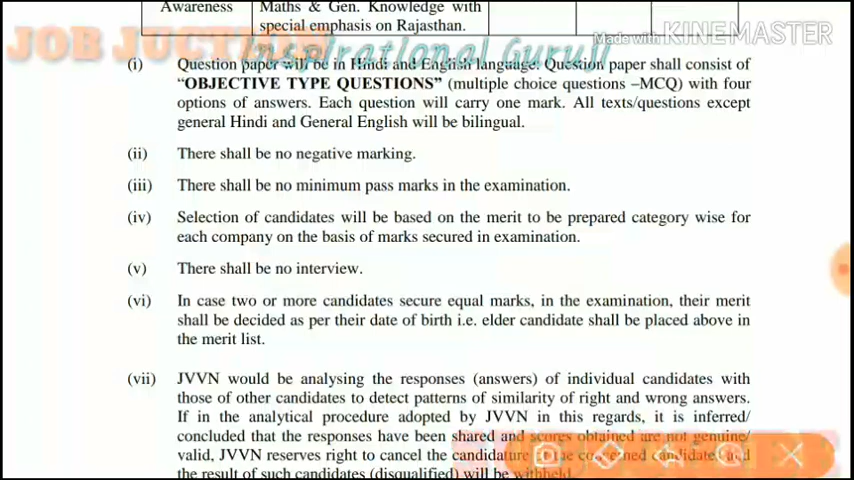 Awareness
Maths & Gen. Knowledge with
special emphasis on Rajasthan.
JOB JUNCTION
Inspirational Guruji
Made with KINEMASTER
(i) Question paper will be in Hindi and English language. Question paper shall consist of
“OBJECTIVE TYPE QUESTIONS” (multiple choice questions –MCQ) with four
options of answers. Each question will carry one mark. All texts/questions except
general Hindi and General English will be bilingual.
(ii) There shall be no negative marking.
(iii) There shall be no minimum pass marks in the examination.
(iv) Selection of candidates will be based on the merit to be prepared category wise for
each company on the basis of marks secured in examination.
(v) There shall be no interview.
(vi) In case two or more candidates secure equal marks, in the examination, their merit
shall be decided as per their date of birth i.e. elder candidate shall be placed above in
the merit list.
(vii) JVVN would be analysing the responses (answers) of individual candidates with
those of other candidates to detect patterns of similarity of right and wrong answers.
If in the analytical procedure adopted by JVVN in this regards, it is inferred/
concluded that the responses have been shared and scores obtained are not genuine/
valid, JVVN reserves right to cancel the candidature of the concerned candidates and
the result of such candidates (disqualified) will be withheld.